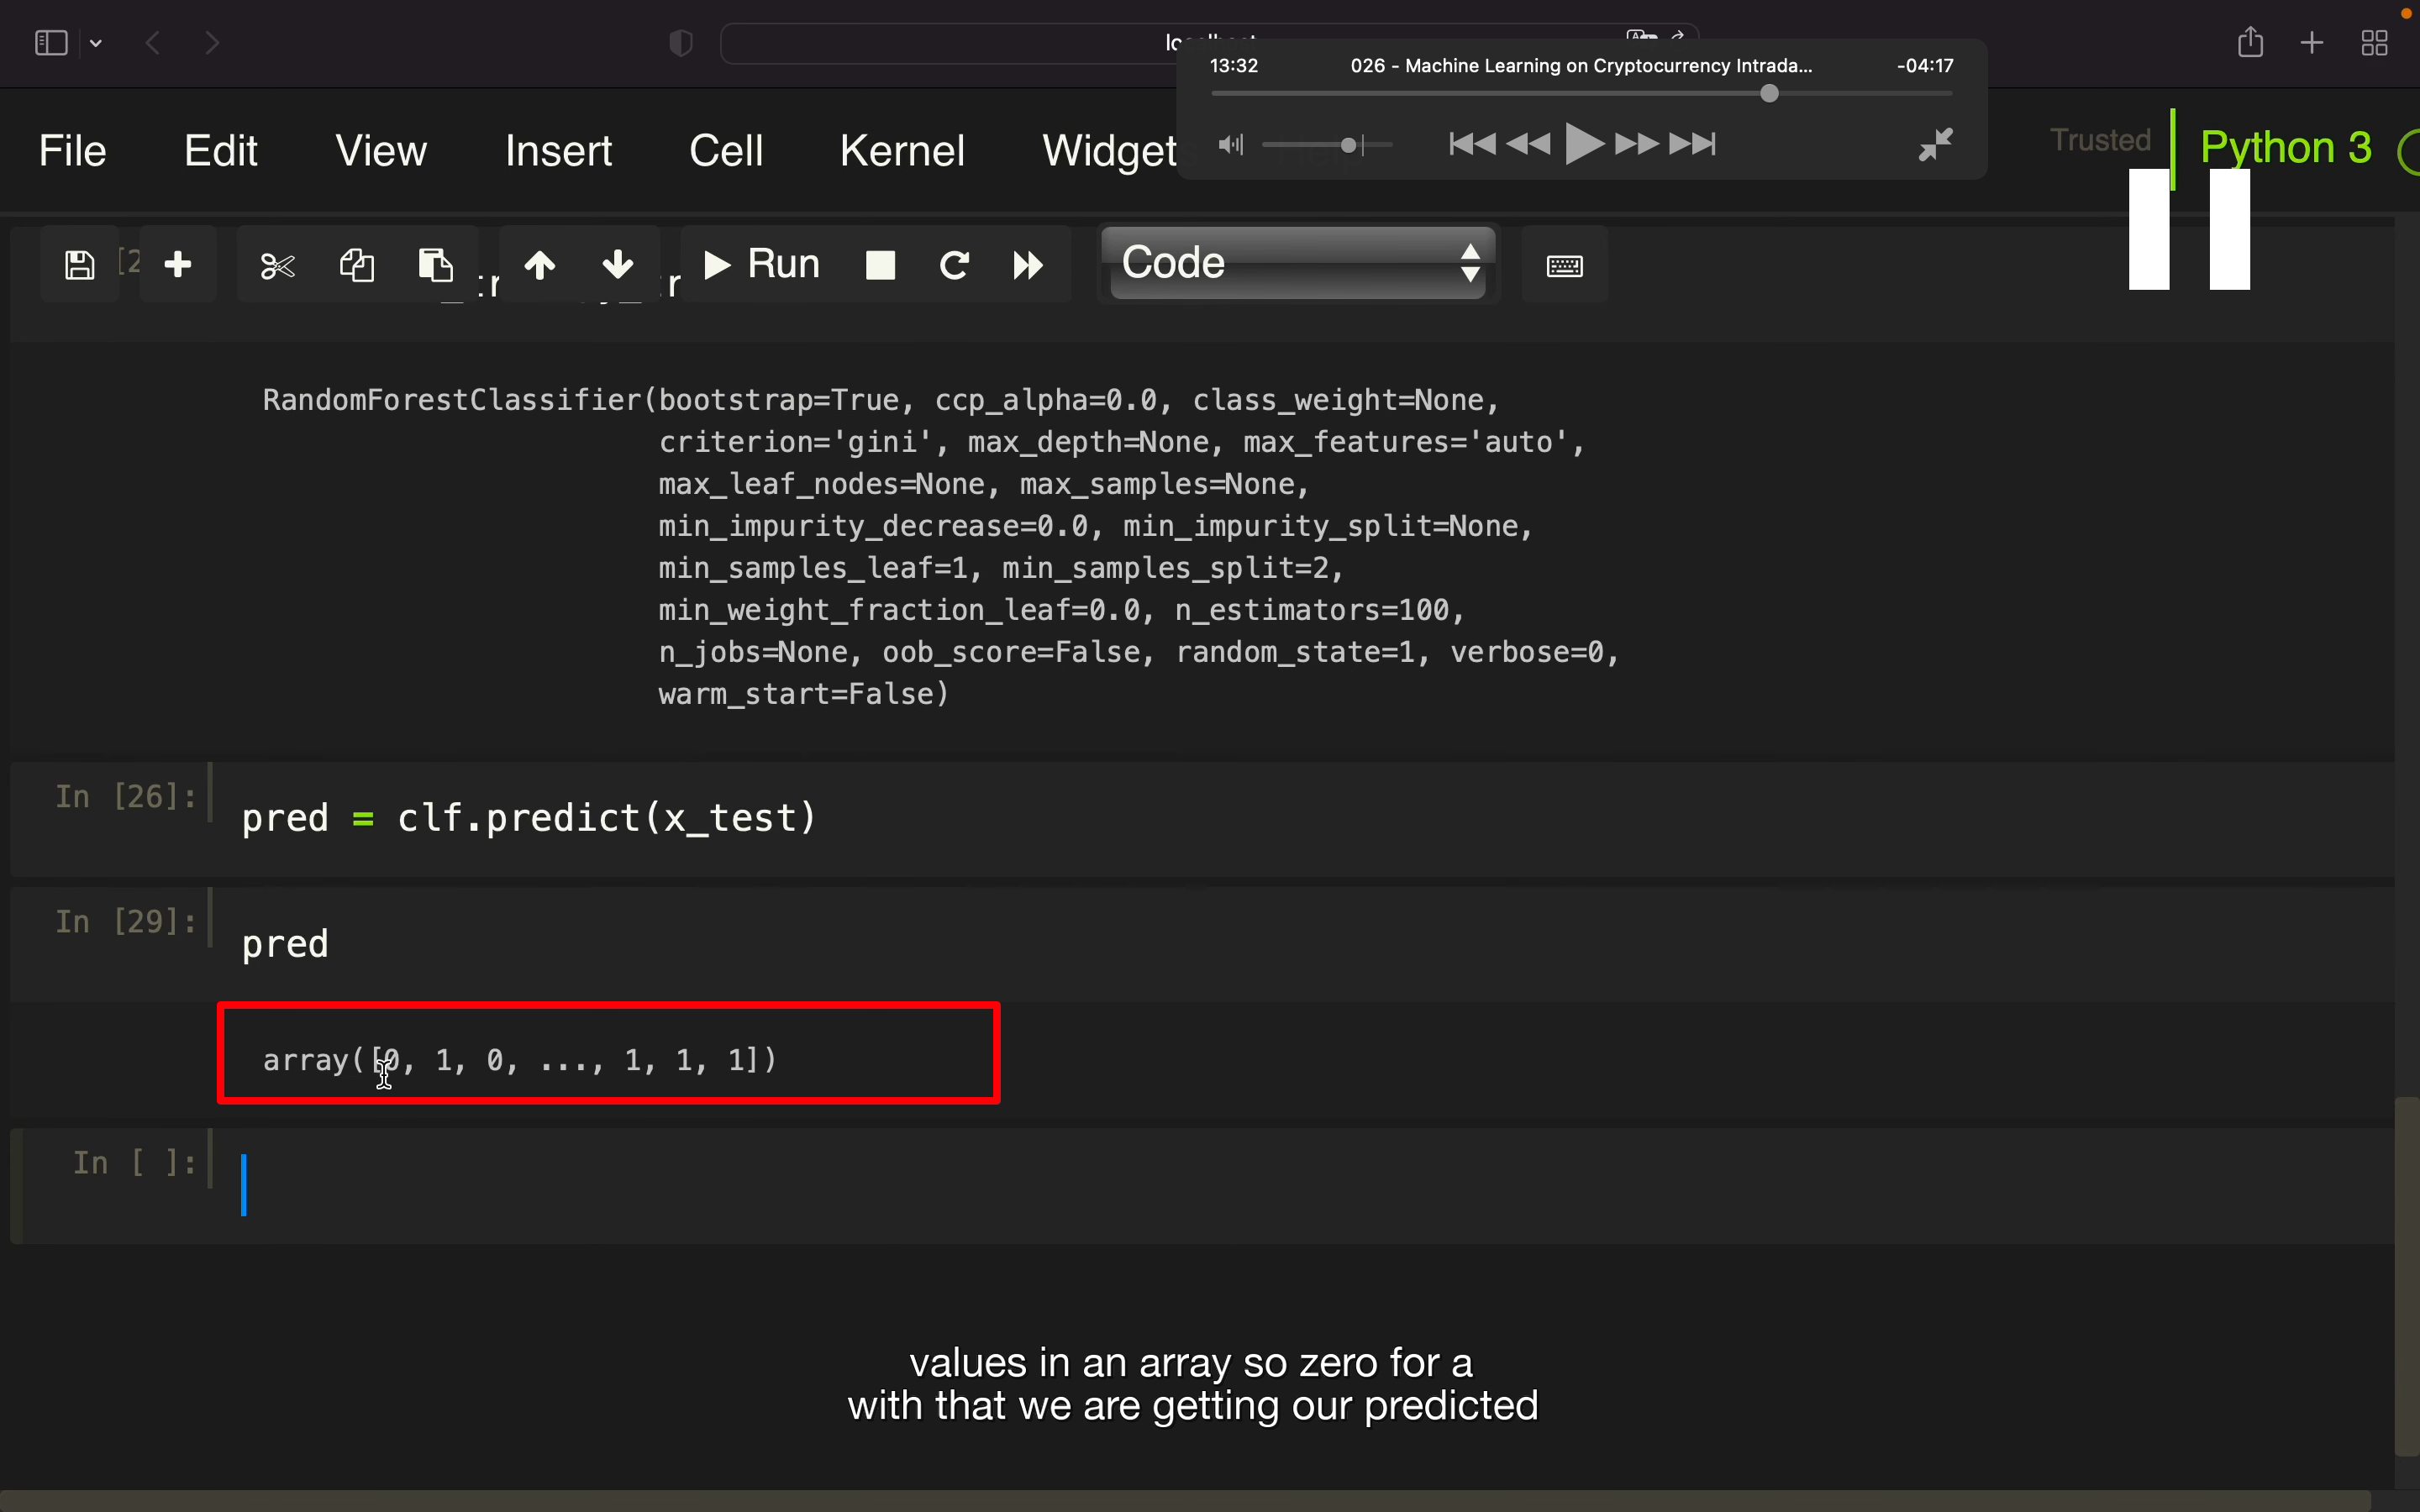 13:32 026 - Machine Learning on Cryptocurrency Intrada... -04:17
File Edit View Insert Cell Kernel Trusted Python 3
Run Code
RandomForestClassifier(bootstrap=True, ccp_alpha=0.0, class_weight=None,
criterion='gini', max_depth=None, max_features='auto',
max_leaf_nodes=None, max_samples=None,
min_impurity_decrease=0.0, min_impurity_split=None,
min_samples_leaf=1, min_samples_split=2,
min_weight_fraction_leaf=0.0, n_estimators=100,
n_jobs=None, oob_score=False, random_state=1, verbose=0,
warm_start=False)
In [26]: pred = clf.predict(x_test)
In [29]: pred
array([0, 1, 0, ..., 1, 1, 1])
In [ ]:
values in an array so zero for a
with that we are getting our predicted